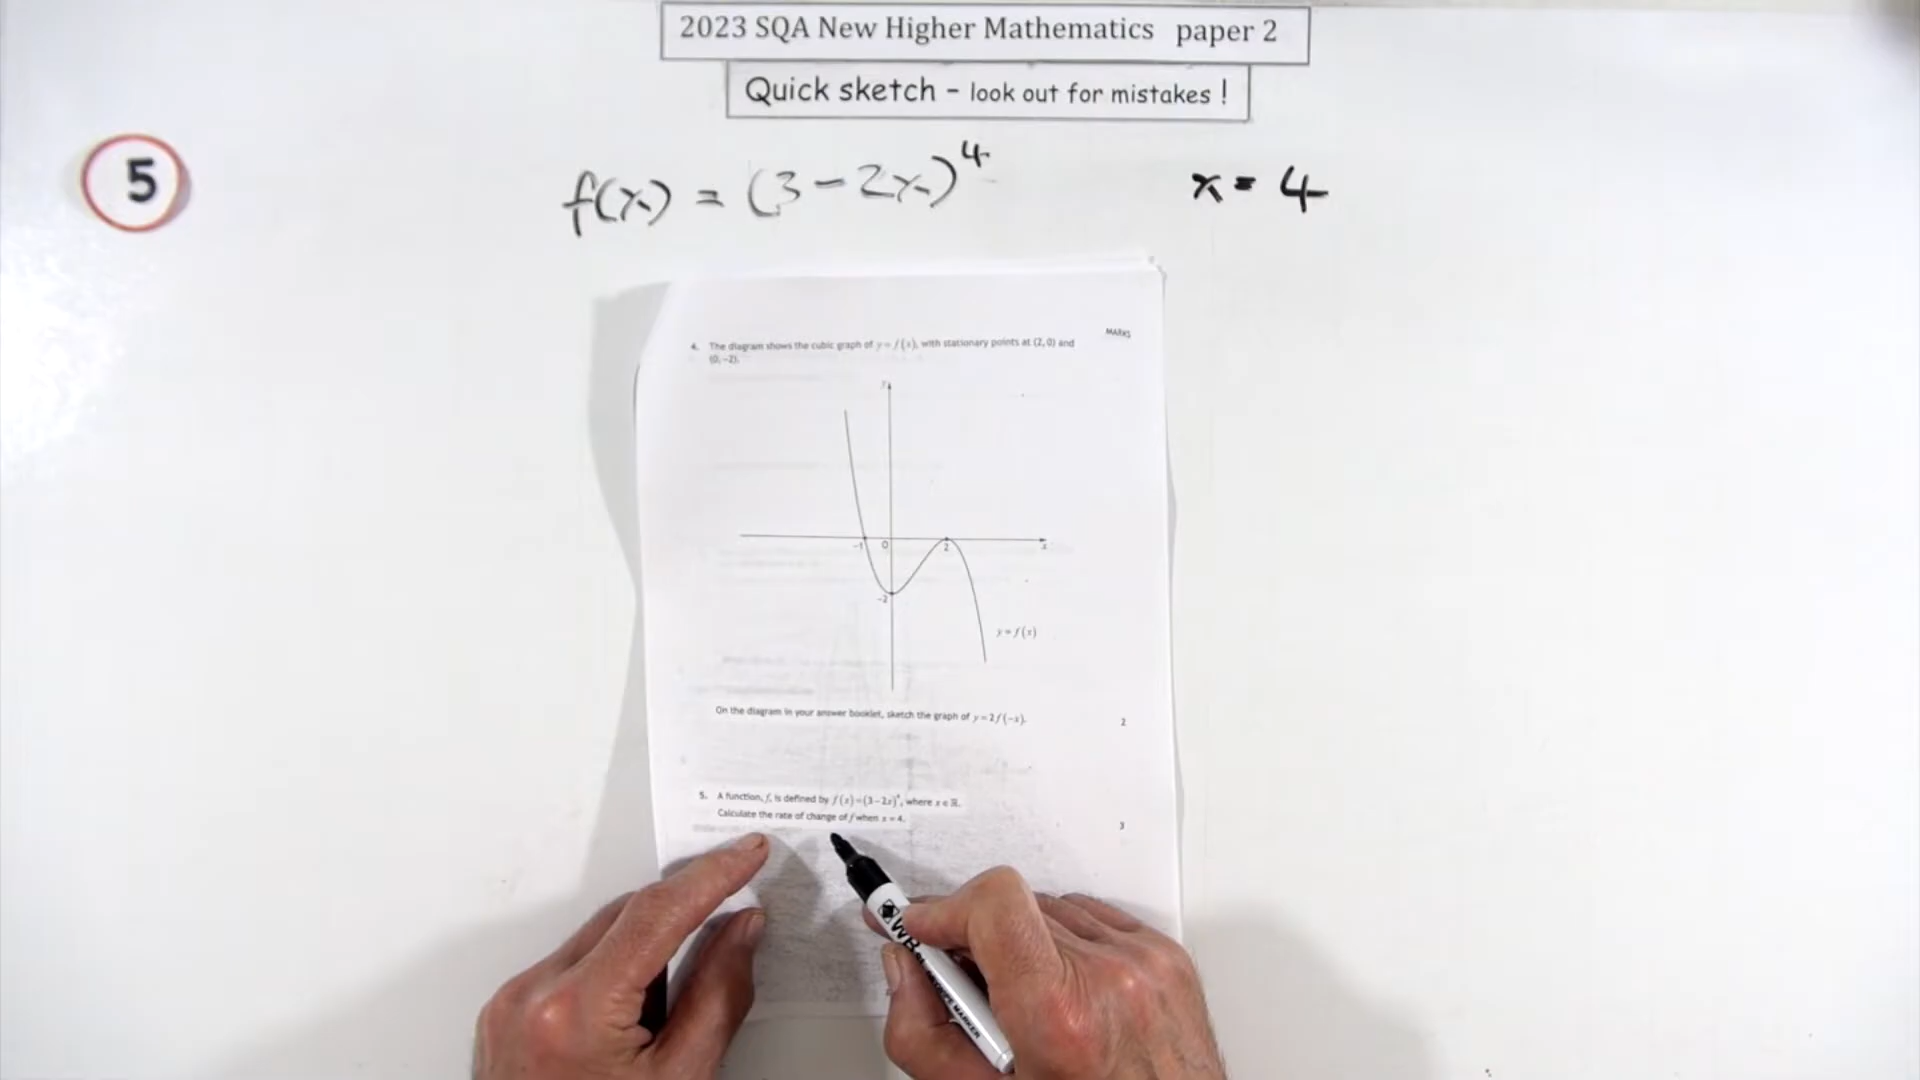 2023 SQA New Higher Mathematics paper 2
Quick sketch - look out for mistakes !
5
f(x) = (3-2x)⁴
x = 4
MARKS
4. The diagram shows the cubic graph of y = f(x), with stationary points at (2, 0) and
(0, -2).
y
-1 0 2 x
-2
y = f(x)
On the diagram in your answer booklet, sketch the graph of y = 2f(-x).
2
5. A function, f, is defined by f(x) = (3-2x)⁴, where x ∈ ℝ.
Calculate the rate of change of f when x = 4.
3
WB
MARKER